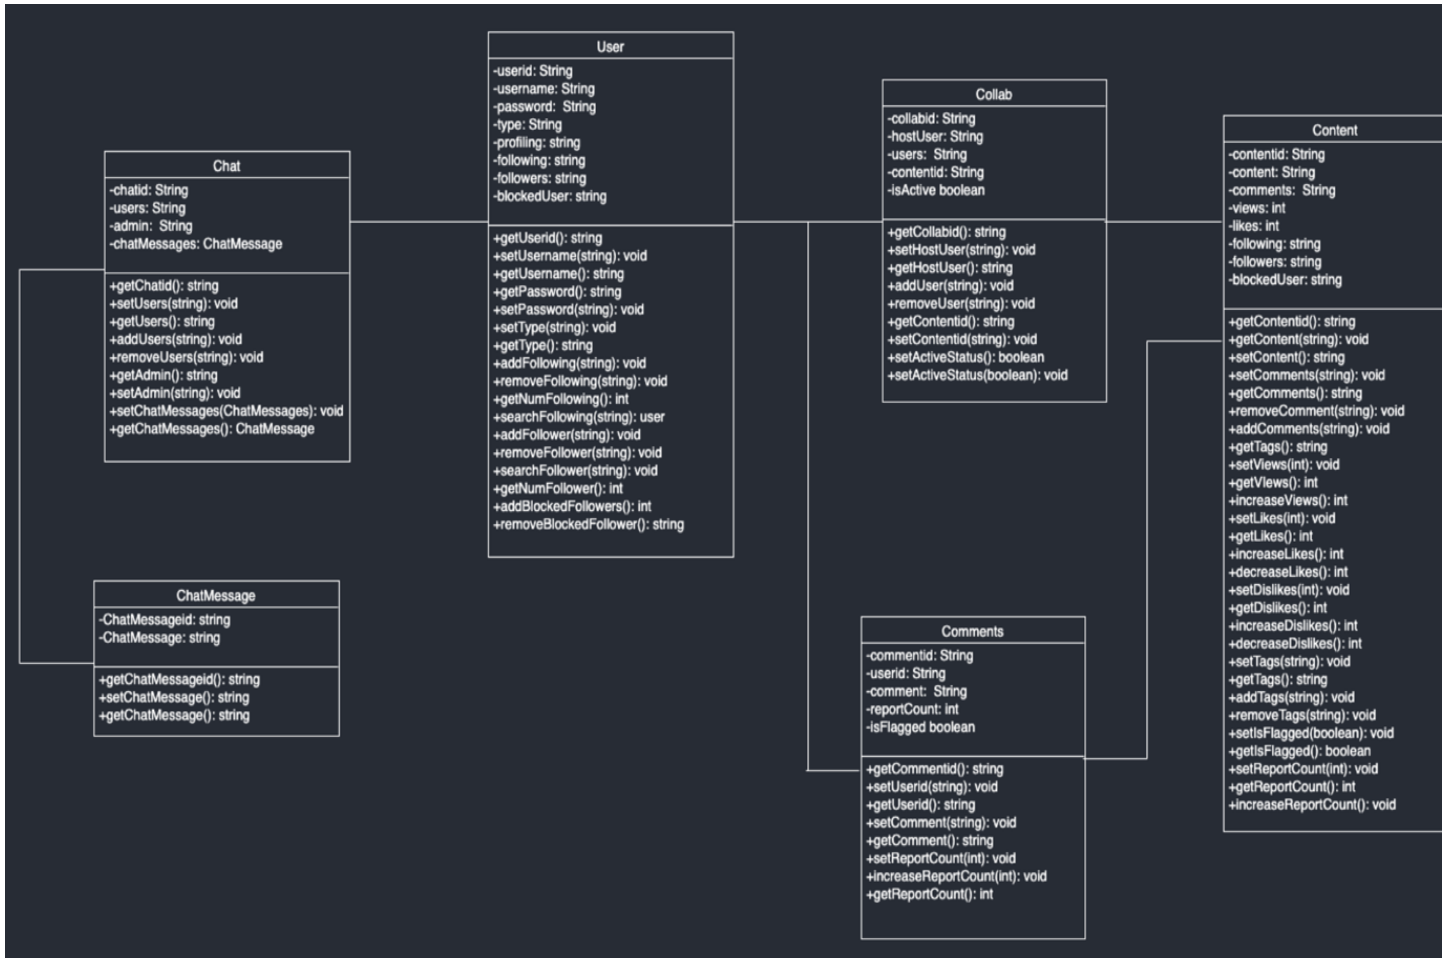 User
-userid: String
-username: String
-password:  String
-type: String
-profiling: string
-following: string
-followers: string
-blockedUser: string
+getUserid(): string
+setUsername(string): void
+getUsername(): string
+getPassword(): string
+setPassword(string): void
+setType(string): void
+getType(): string
+addFollowing(string): void
+removeFollowing(string): void
+getNumFollowing(): int
+searchFollowing(string): user
+addFollower(string): void
+removeFollower(string): void
+searchFollower(string): void
+getNumFollower(): int
+addBlockedFollowers(): int
+removeBlockedFollower(): string
Collab
-collabid: String
-hostUser: String
-users:  String
-contentid: String
-isActive boolean
+getCollabid(): string
+setHostUser(string): void
+getHostUser(): string
+addUser(string): void
+removeUser(string): void
+getContentid(): string
+setContentid(string): void
+setActiveStatus(): boolean
+setActiveStatus(boolean): void
Content
-contentid: String
-content: String
-comments:  String
-views: int
-likes: int
-following: string
-followers: string
-blockedUser: string
+getContentid(): string
+getContent(string): void
+setContent(): string
+setComments(string): void
+getComments(): string
+removeComment(string): void
+addComments(string): void
+getTags(): string
+setViews(int): void
+getVIews(): int
+increaseViews(): int
+setLikes(int): void
+getLikes(): int
+increaseLikes(): int
+decreaseLikes(): int
+setDislikes(int): void
+getDislikes(): int
+increaseDislikes(): int
+decreaseDislikes(): int
+setTags(string): void
+getTags(): string
+addTags(string): void
+removeTags(string): void
+setIsFlagged(boolean): void
+getIsFlagged(): boolean
+setReportCount(int): void
+getReportCount(): int
+increaseReportCount(): void
Chat
-chatid: String
-users: String
-admin:  String
-chatMessages: ChatMessage
+getChatid(): string
+setUsers(string): void
+getUsers(): string
+addUsers(string): void
+removeUsers(string): void
+getAdmin(): string
+setAdmin(string): void
+setChatMessages(ChatMessages): void
+getChatMessages(): ChatMessage
ChatMessage
-ChatMessageid: string
-ChatMessage: string
+getChatMessageid(): string
+setChatMessage(): string
+getChatMessage(): string
Comments
-commentid: String
-userid: String
-comment:  String
-reportCount: int
-isFlagged boolean
+getCommentid(): string
+setUserid(string): void
+getUserid(): string
+setComment(string): void
+getComment(): string
+setReportCount(int): void
+increaseReportCount(int): void
+getReportCount(): int